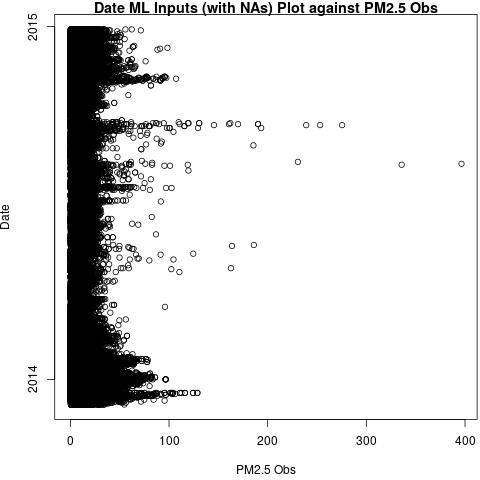 Date ML Inputs (with NAs) Plot against PM2.5 Obs
2015
Date
2014
0 100 200 300 400
PM2.5 Obs